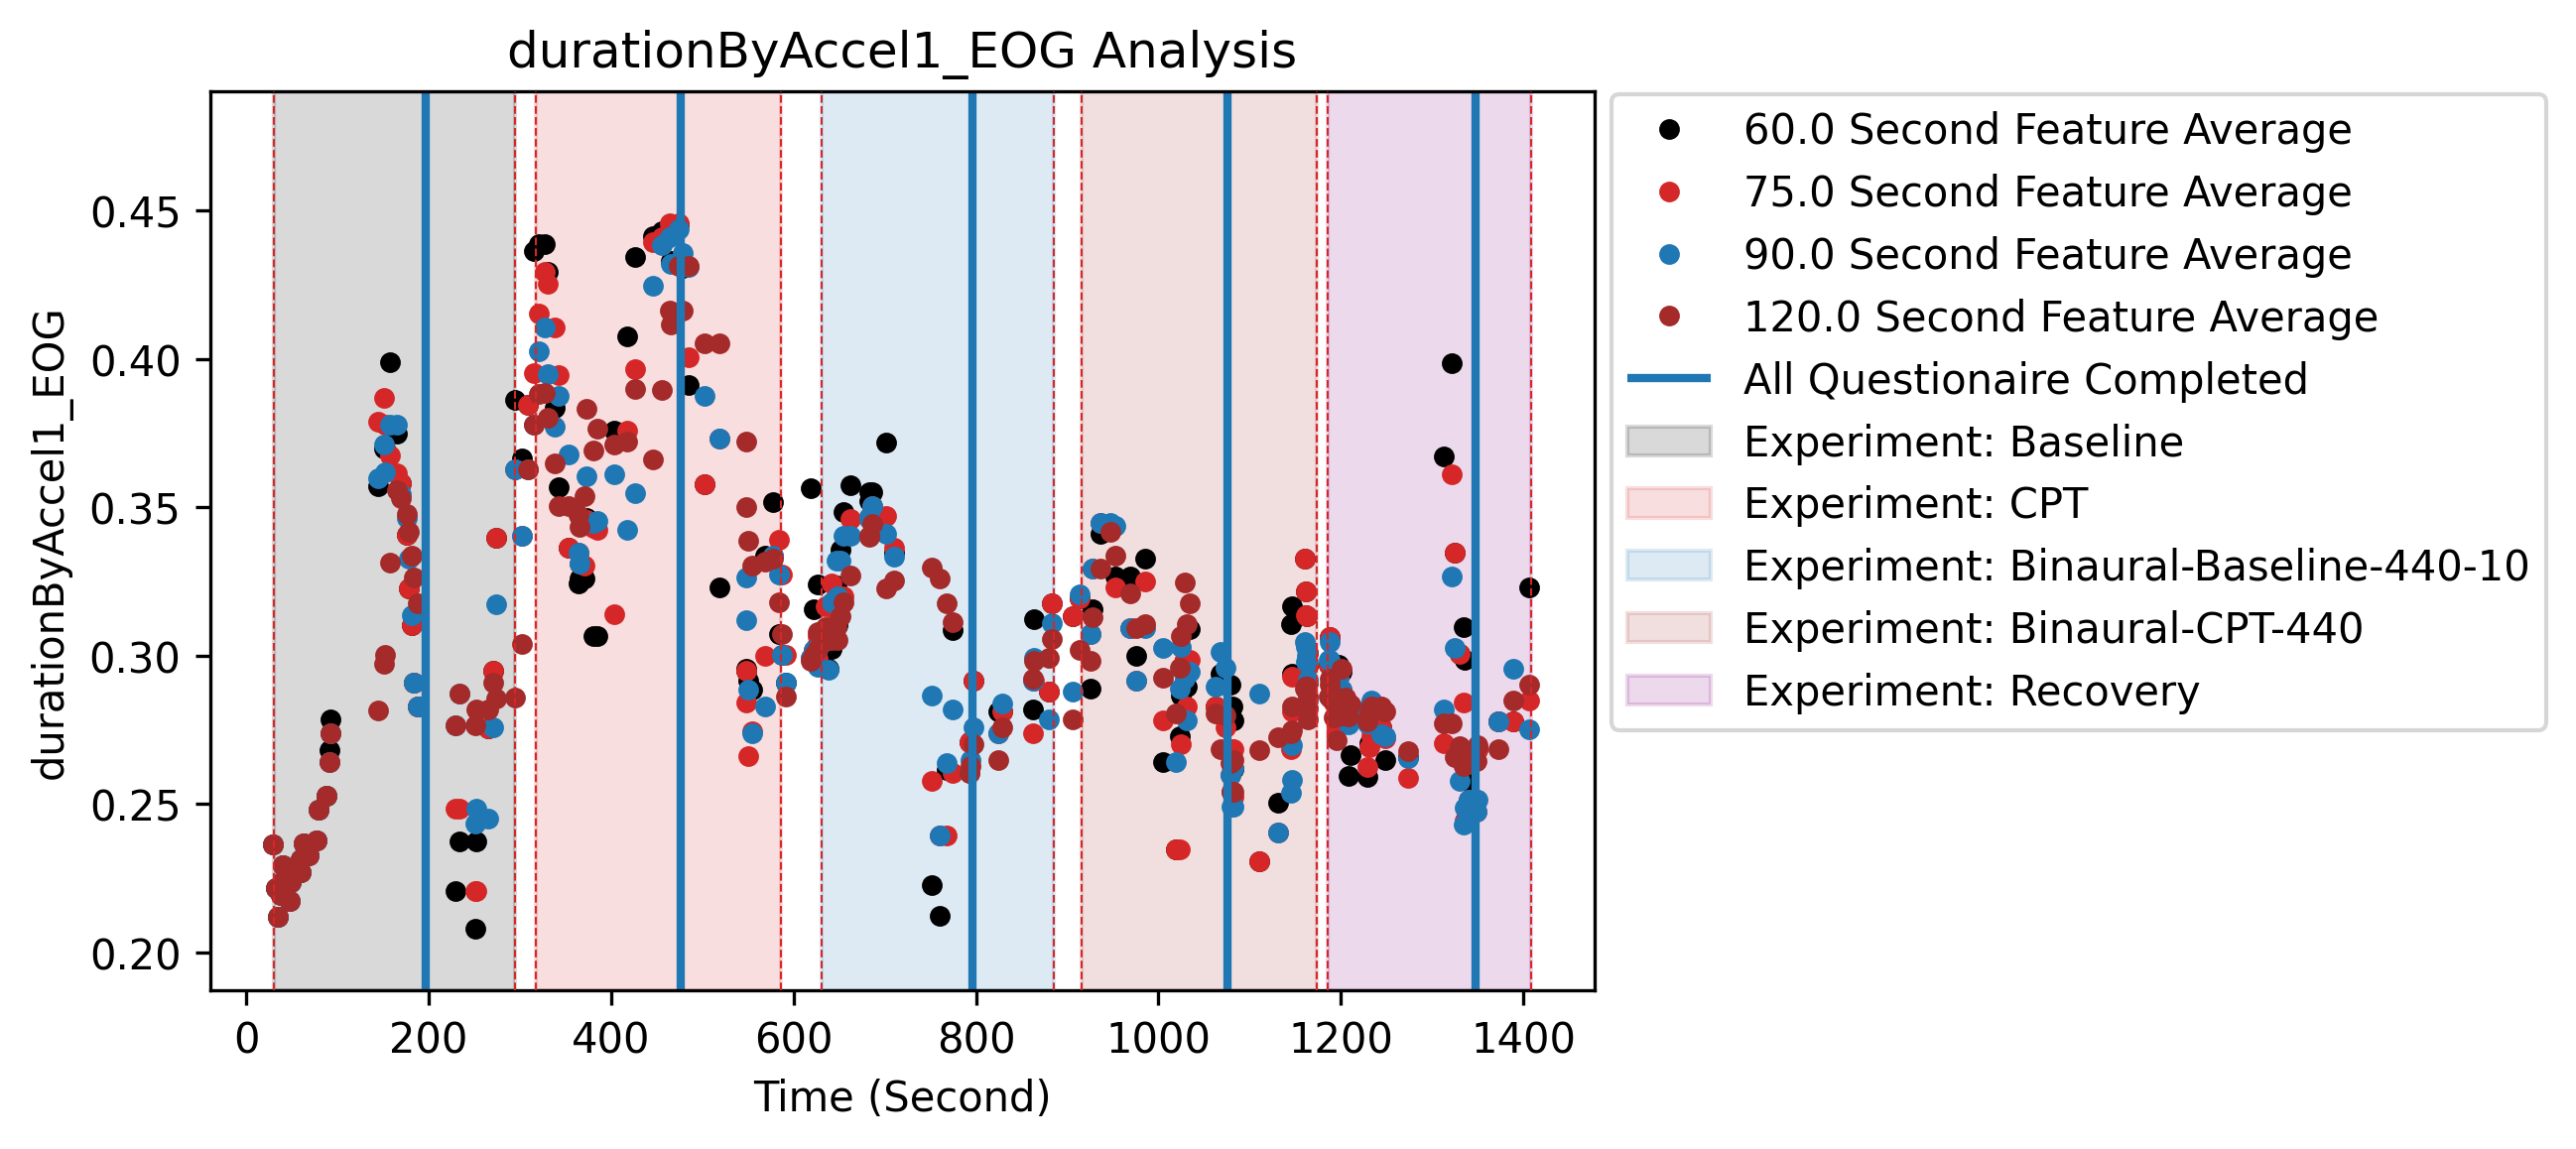 durationByAccel1_EOG Analysis
durationByAccel1_EOG
0.45
0.40
0.35
0.30
0.25
0.20
0 200 400 600 800 1000 1200 1400
Time (Second)
60.0 Second Feature Average
75.0 Second Feature Average
90.0 Second Feature Average
120.0 Second Feature Average
All Questionaire Completed
Experiment: Baseline
Experiment: CPT
Experiment: Binaural-Baseline-440-10
Experiment: Binaural-CPT-440
Experiment: Recovery